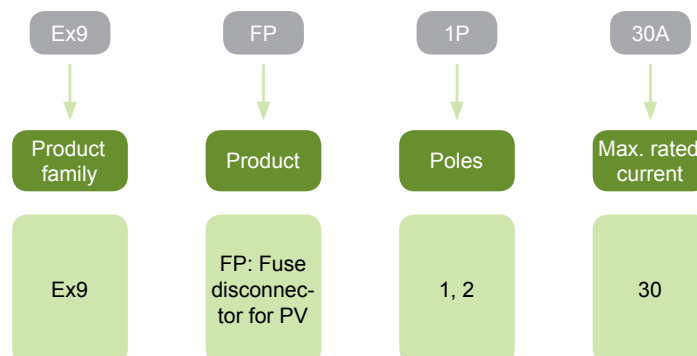 Ex9
FP
1P
30A
Product
family
Product
Poles
Max. rated
current
Ex9
FP: Fuse
disconnec-
tor for PV
1, 2
30